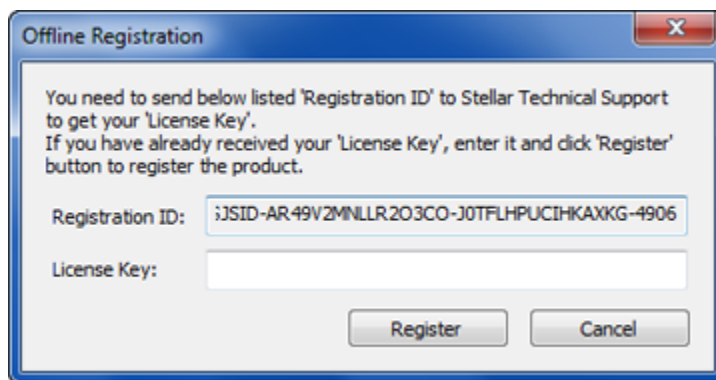 Offline Registration
You need to send below listed 'Registration ID' to Stellar Technical Support
to get your 'License Key'.
If you have already received your 'License Key', enter it and click 'Register'
button to register the product.
Registration ID: SJSID-AR49V2MNLLR2O3CO-J0TFLHPUCIHKAXKG-4906
License Key:
Register Cancel